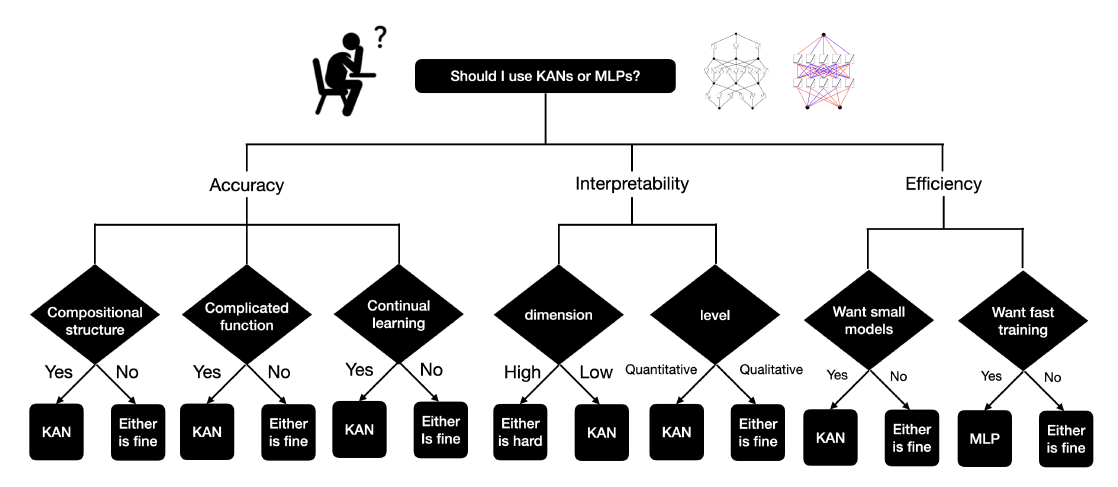 ?
Should I use KANs or MLPs?
Accuracy
Interpretability
Efficiency
Compositional
structure
Complicated
function
Continual
learning
dimension
level
Want small
models
Want fast
training
Yes
No
Yes
No
Yes
No
High
Low
Quantitative
Qualitative
Yes
No
Yes
No
KAN
Either
is fine
KAN
Either
is fine
KAN
Either
Is fine
Either
is hard
KAN
KAN
Either
is fine
KAN
Either
is fine
MLP
Either
is fine